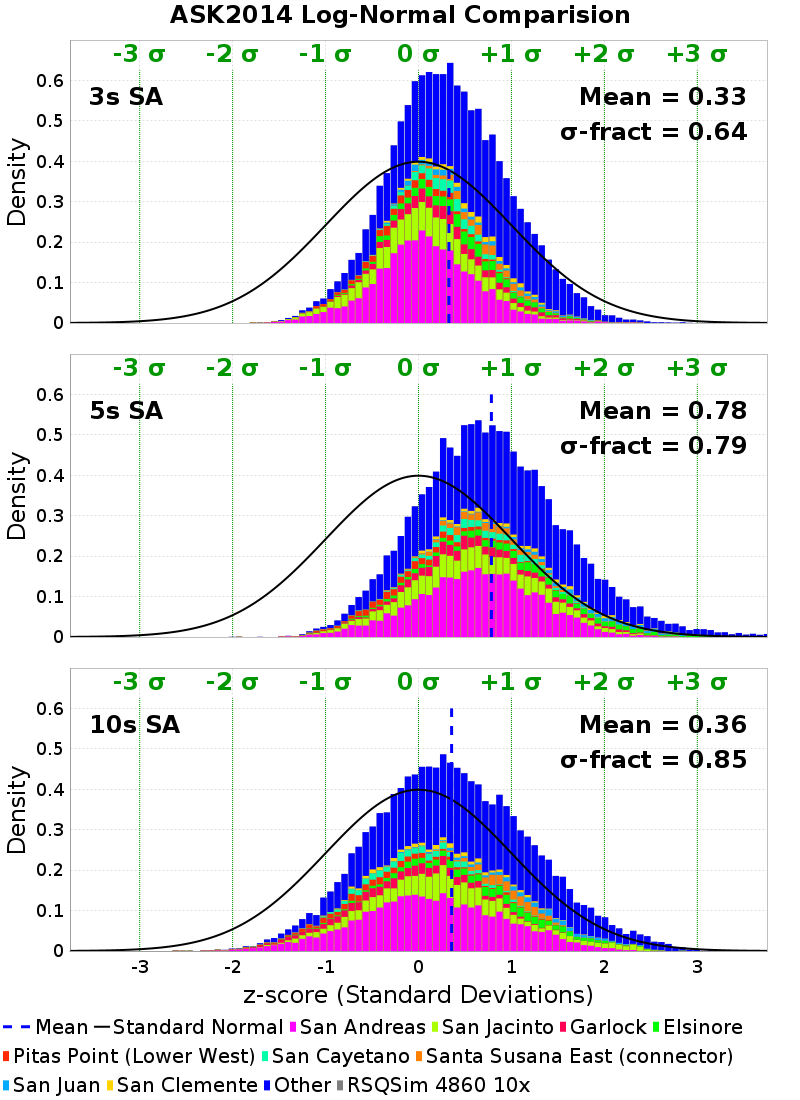 ASK2014 Log-Normal Comparision
-3 σ -2 σ -1 σ 0 σ +1 σ +2 σ +3 σ
3s SA
Mean = 0.33
σ-fract = 0.64
Density
0.6
0.5
0.4
0.3
0.2
0.1
0
-3 σ -2 σ -1 σ 0 σ +1 σ +2 σ +3 σ
5s SA
Mean = 0.78
σ-fract = 0.79
Density
0.6
0.5
0.4
0.3
0.2
0.1
0
-3 σ -2 σ -1 σ 0 σ +1 σ +2 σ +3 σ
10s SA
Mean = 0.36
σ-fract = 0.85
Density
0.6
0.5
0.4
0.3
0.2
0.1
0
-3 -2 -1 0 1 2 3
z-score (Standard Deviations)
Mean Standard Normal San Andreas San Jacinto Garlock Elsinore
Pitas Point (Lower West) San Cayetano Santa Susana East (connector)
San Juan San Clemente Other RSQSim 4860 10x